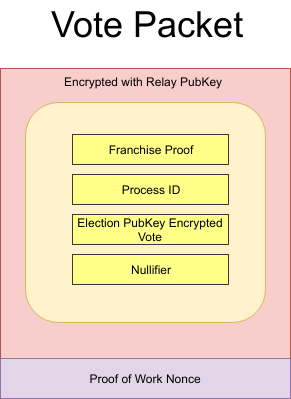 Vote Packet
Encrypted with Relay PubKey
Franchise Proof
Process ID
Election PubKey Encrypted
Vote
Nullifier
Proof of Work Nonce